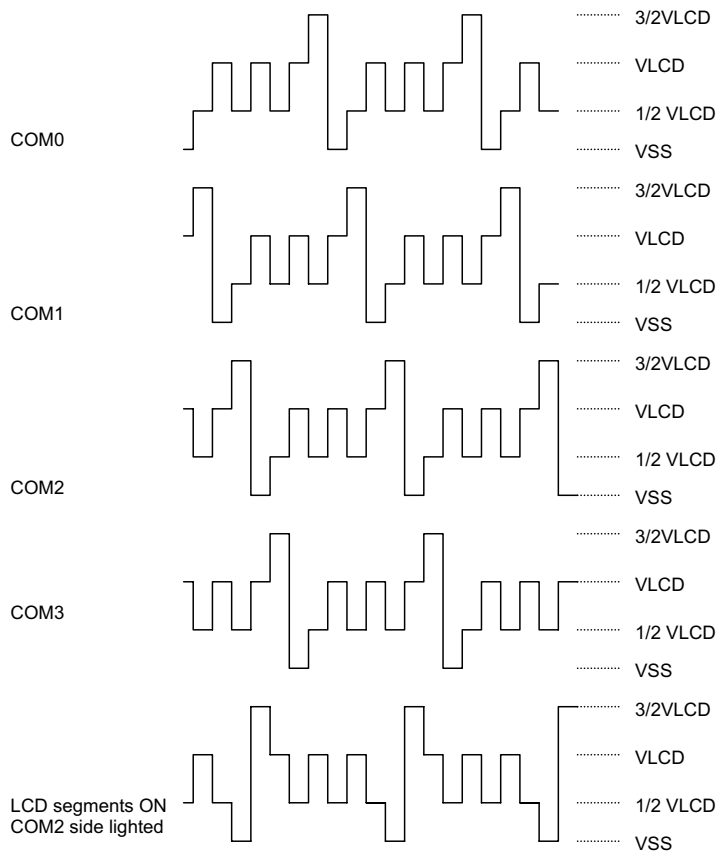 3/2VLCD
VLCD
1/2 VLCD
COM0
VSS
3/2VLCD
VLCD
1/2 VLCD
COM1
VSS
3/2VLCD
VLCD
1/2 VLCD
COM2
VSS
3/2VLCD
VLCD
COM3
1/2 VLCD
VSS
3/2VLCD
VLCD
LCD segments ON
1/2 VLCD
COM2 side lighted
VSS